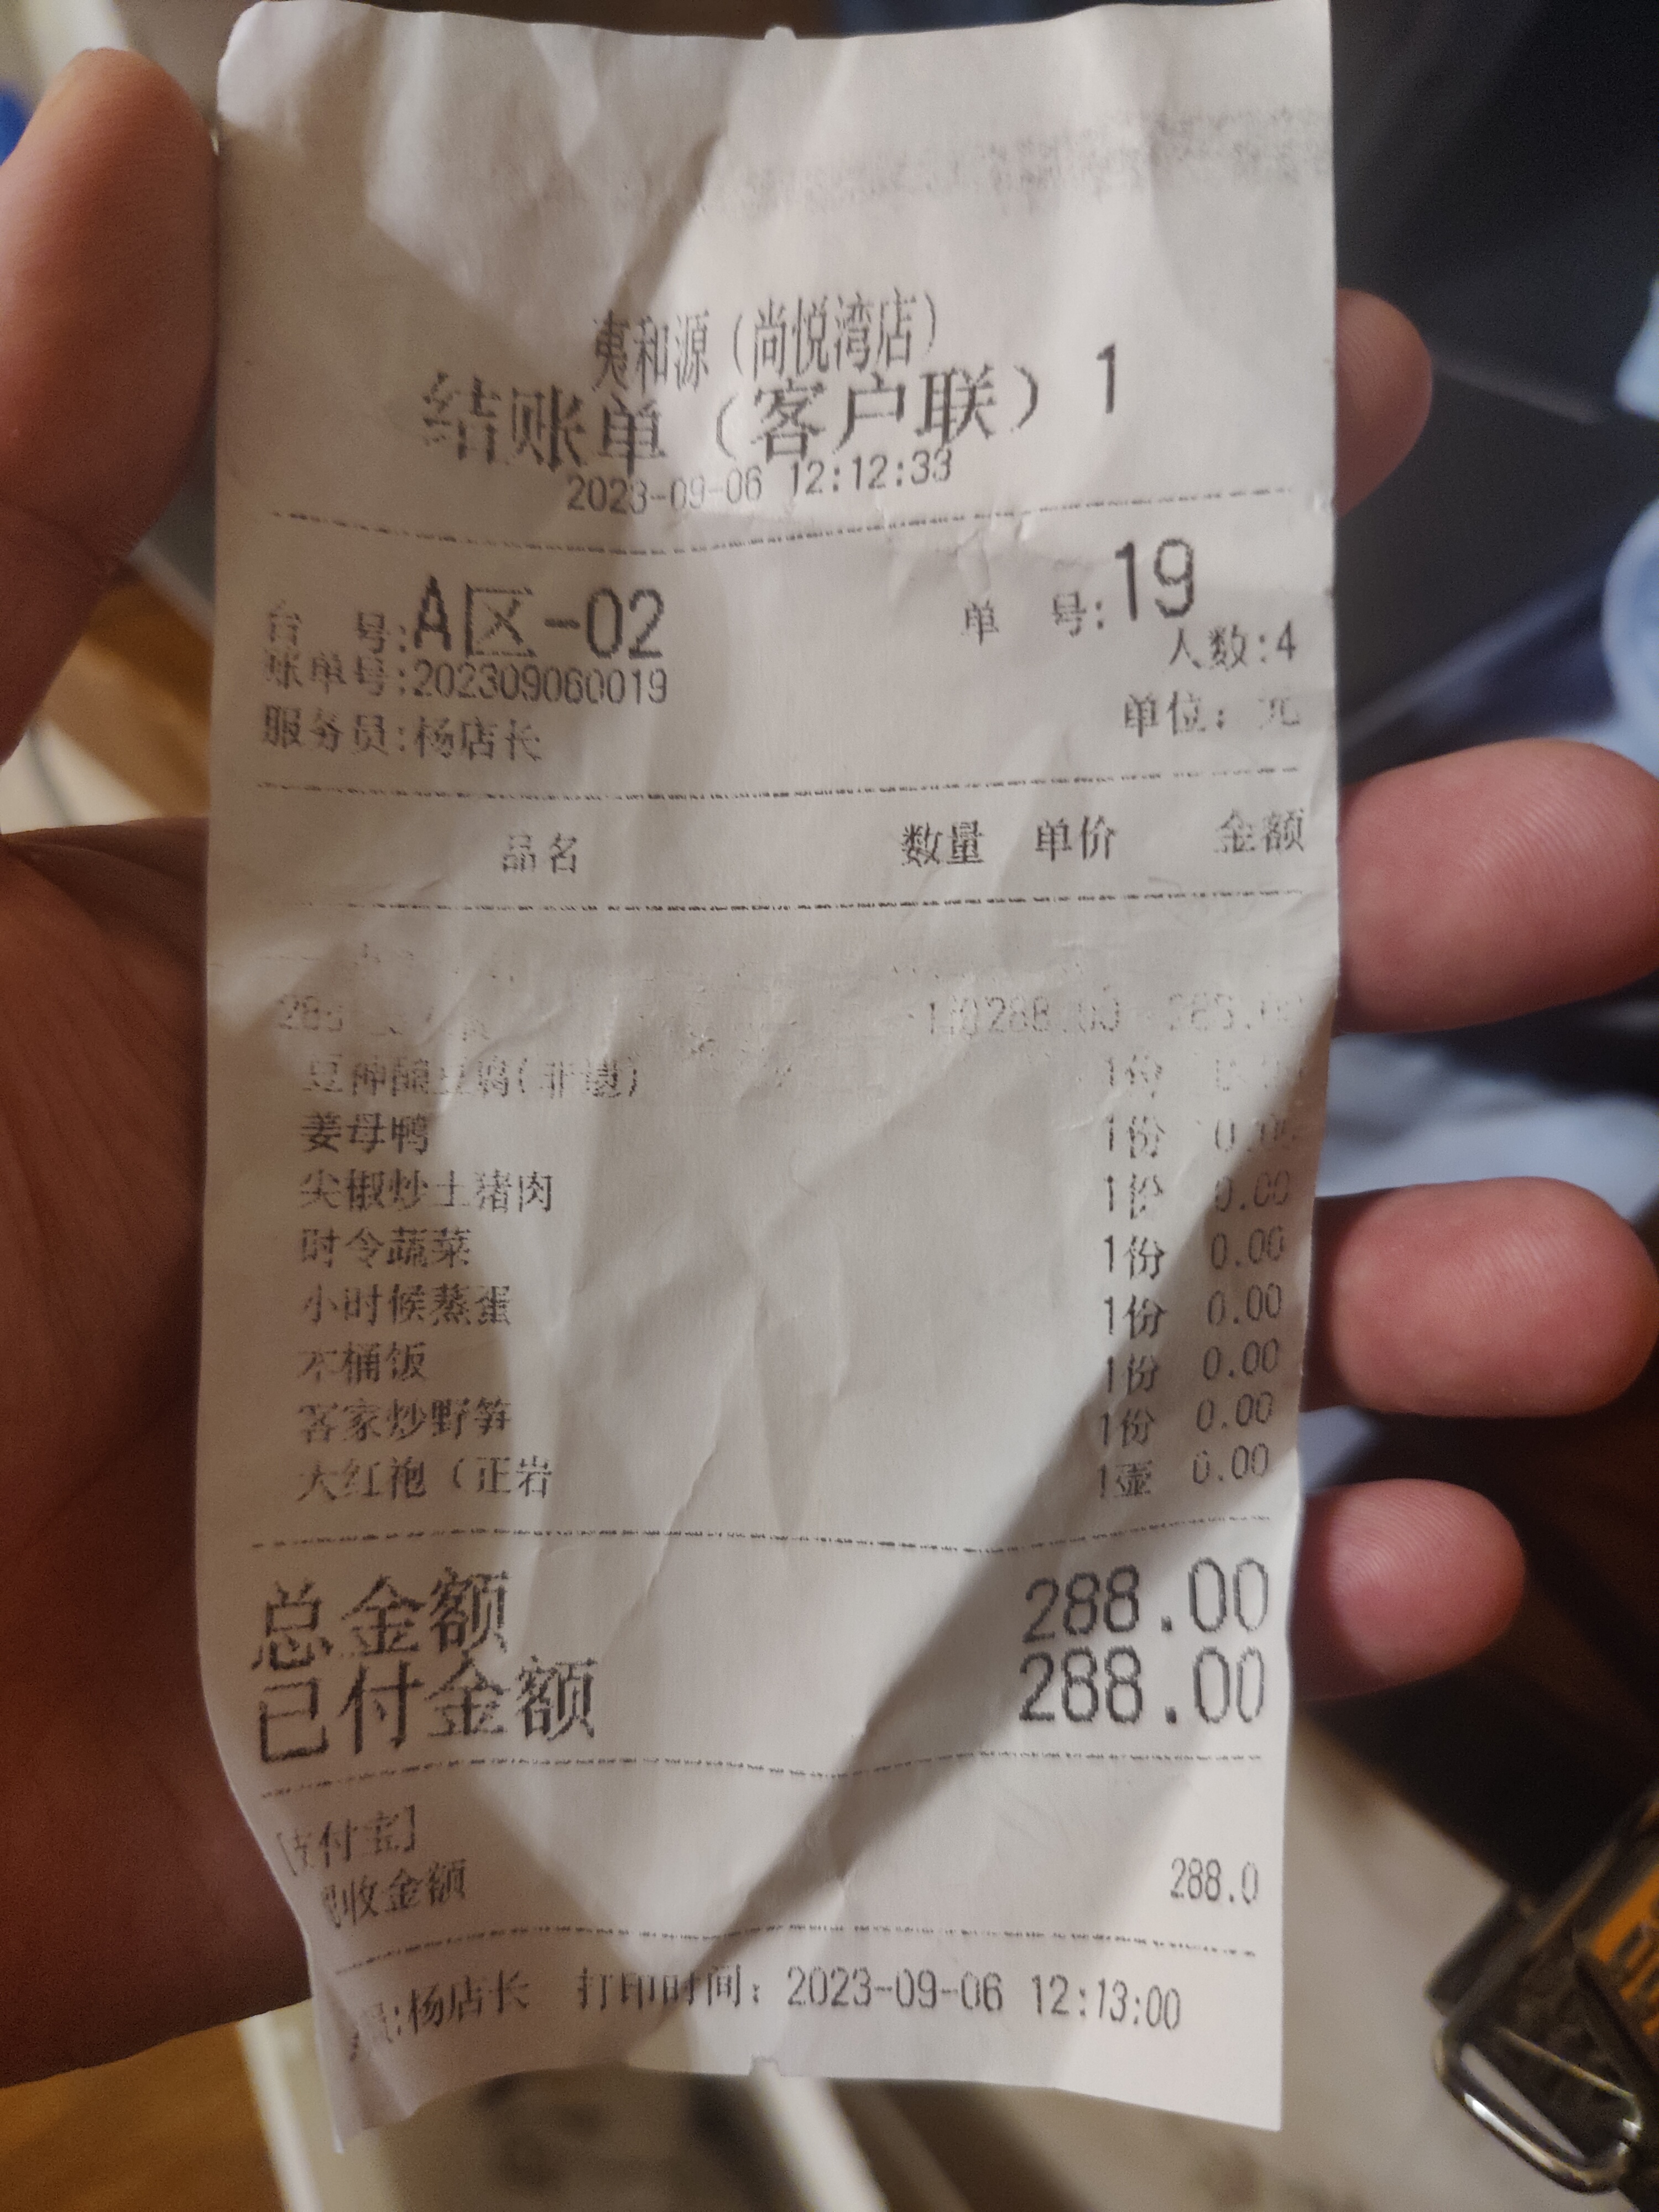 夷和源（尚悦湾店）
结账单（客户联）1
2023-09-06 12:12:33
台 号:A区-02 单 号:19
人数:4
账单号:202309060019
服务员:杨店长 单位: 元
品名 数量 单价 金额
288.00
1份
姜母鸭 1份
尖椒炒土猪肉 1份 0.00
时令蔬菜 1份 0.00
小时候蒸蛋 1份 0.00
木桶饭 1份 0.00
客家炒野笋 1份 0.00
大红袍（正岩 1壶 0.00
总金额 288.00
已付金额 288.00
[支付宝]
收金额 288.0
员:杨店长 打印时间: 2023-09-06 12:13:00